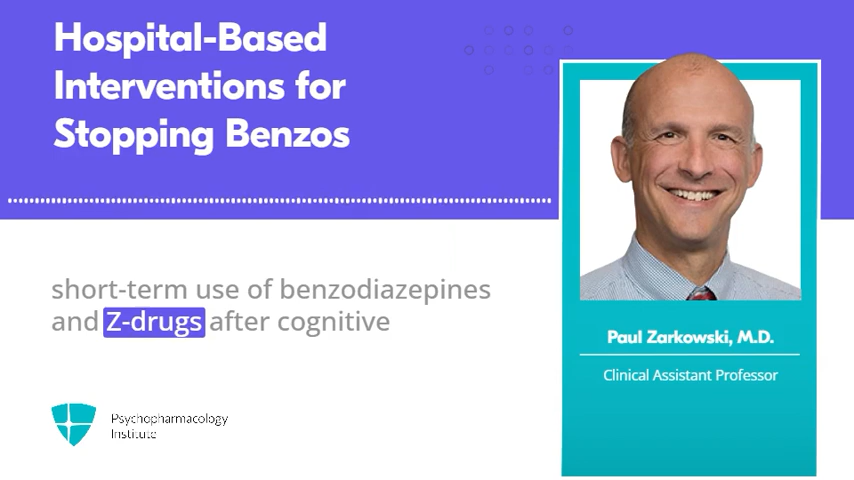 Hospital-Based
Interventions for
Stopping Benzos
short-term use of benzodiazepines
and Z-drugs after cognitive
Paul Zarkowski, M.D.
Clinical Assistant Professor
Psychopharmacology
Institute